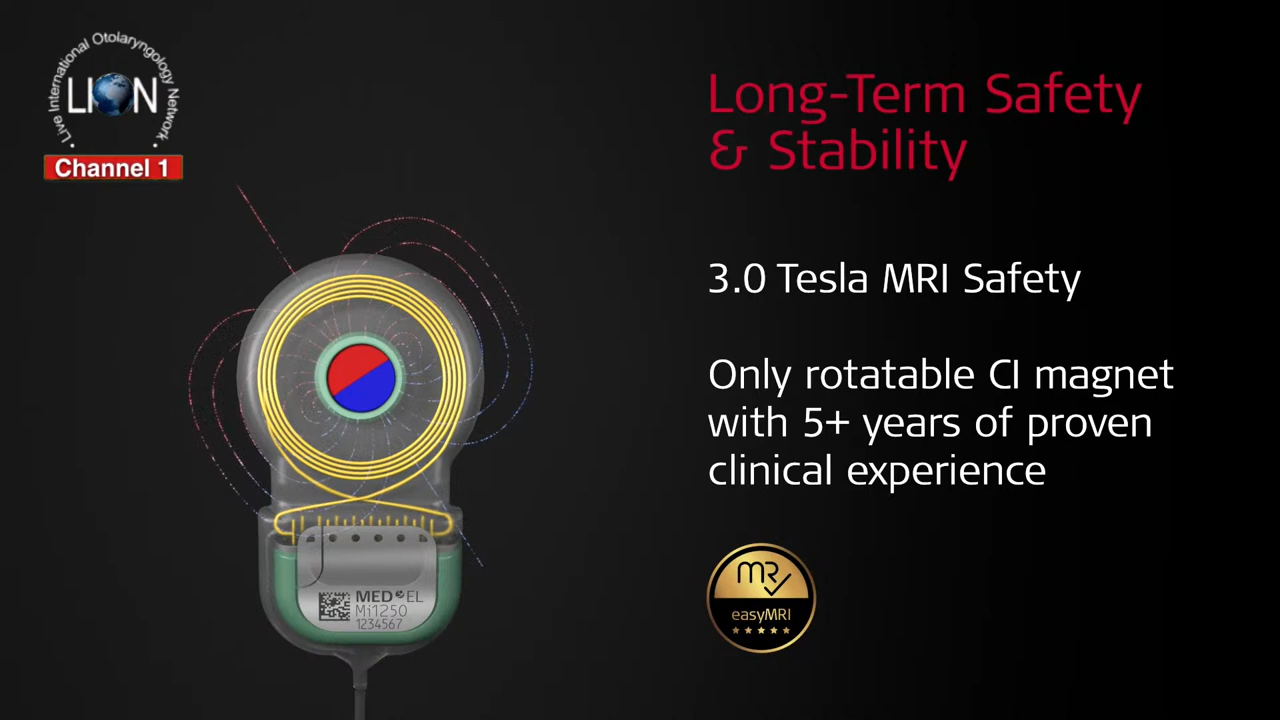 Live International Otolaryngology Network
LION
Channel 1
Long-Term Safety
& Stability
3.0 Tesla MRI Safety
Only rotatable CI magnet
with 5+ years of proven
clinical experience
MED EL
Mi1250
1234567
MR
easyMRI